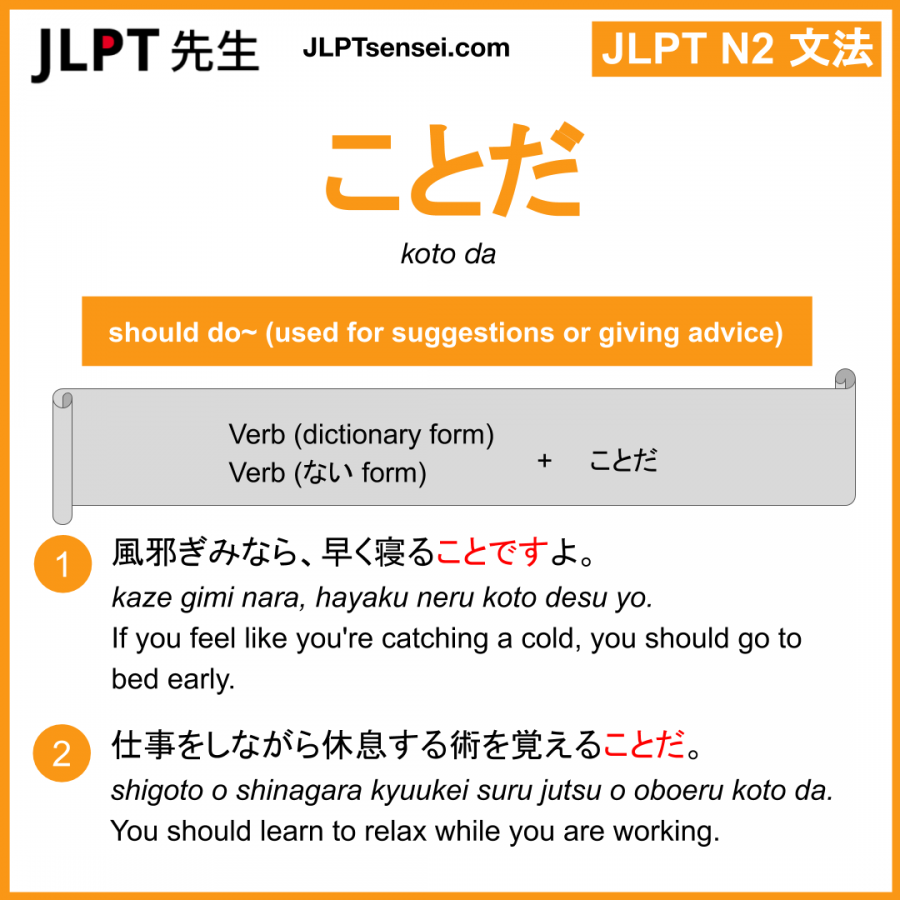 JLPT 先生
JLPTsensei.com
JLPT N2 文法
ことだ
koto da
should do~ (used for suggestions or giving advice)
Verb (dictionary form)
Verb (ない form)
+ ことだ
1 風邪ぎみなら、早く寝ることですよ。
kaze gimi nara, hayaku neru koto desu yo.
If you feel like you're catching a cold, you should go to
bed early.
2 仕事をしながら休息する術を覚えることだ。
shigoto o shinagara kyuukei suru jutsu o oboeru koto da.
You should learn to relax while you are working.